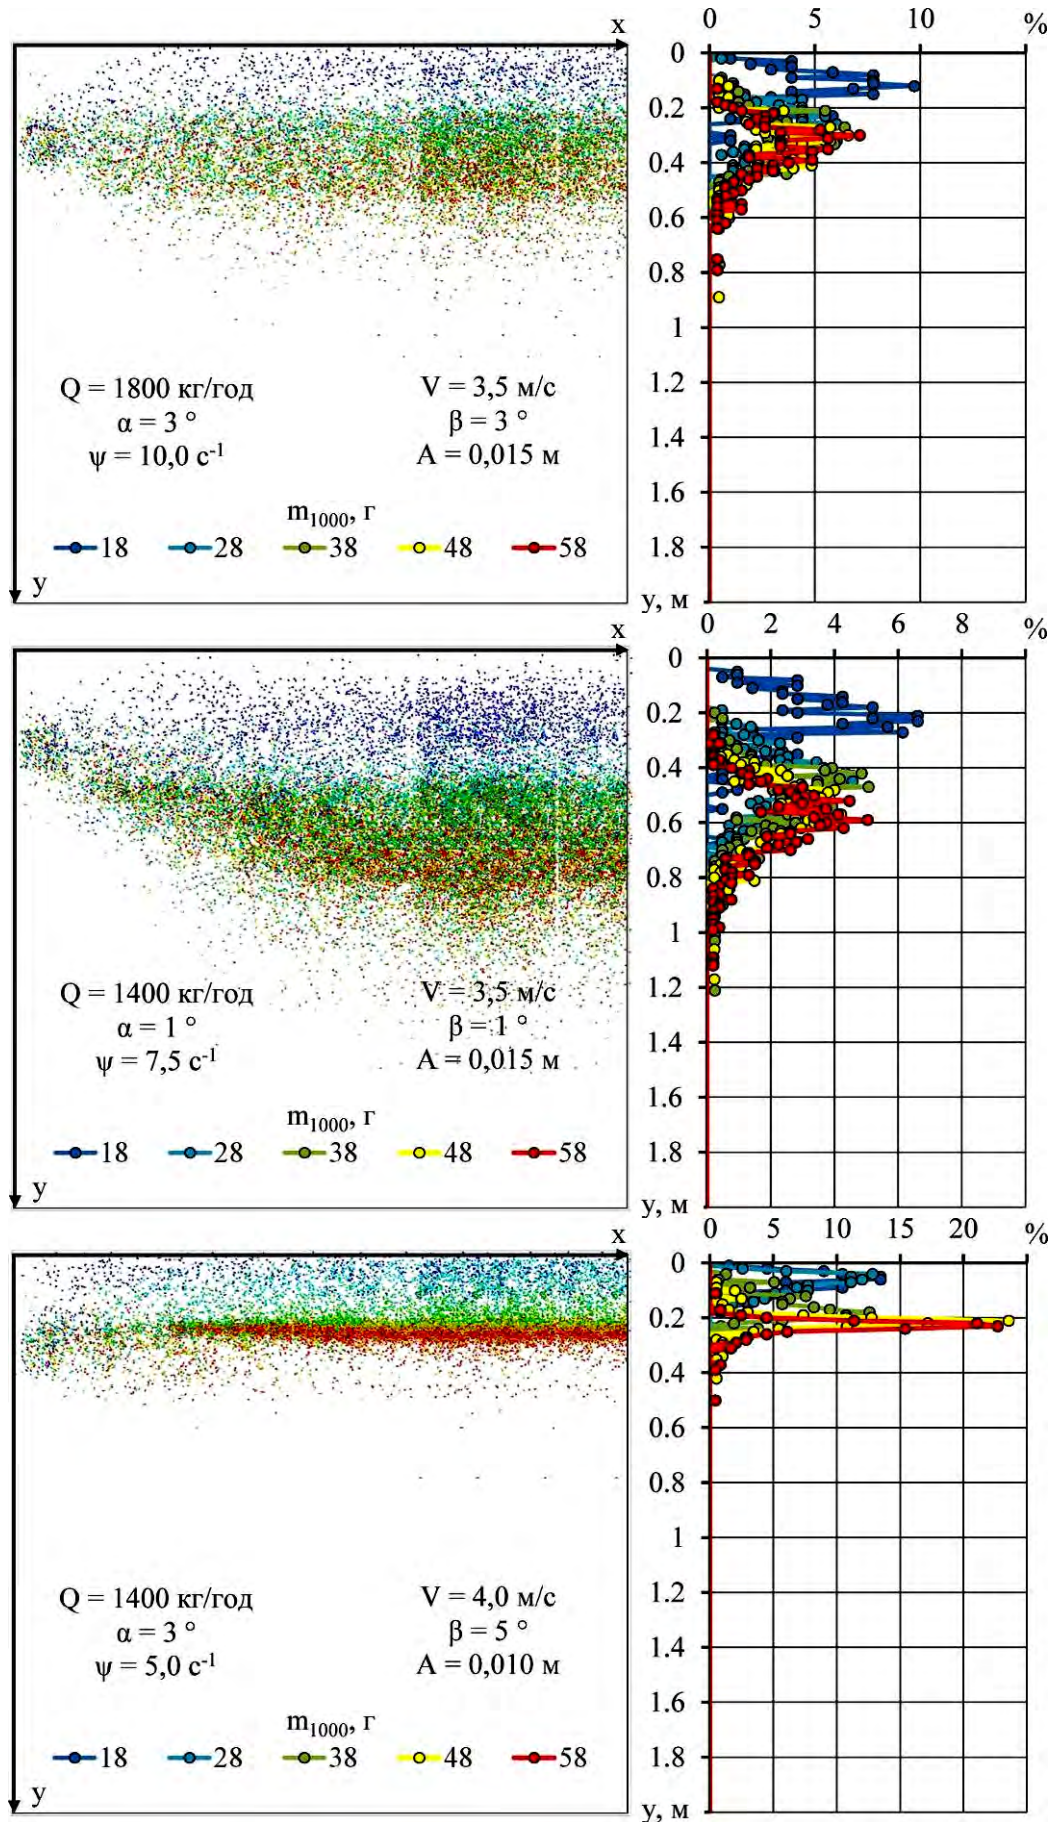 x
Q = 1800 кг/год
V = 3,5 м/с
α = 3 °
β = 3 °
ψ = 10,0 с-1
A = 0,015 м
m1000, г
18 28 38 48 58
y
0 5 10 %
0
0.2
0.4
0.6
0.8
1
1.2
1.4
1.6
1.8
y, м
x
Q = 1400 кг/год
V = 3,5 м/с
α = 1 °
β = 1 °
ψ = 7,5 с-1
A = 0,015 м
m1000, г
18 28 38 48 58
y
0 2 4 6 8 %
0
0.2
0.4
0.6
0.8
1
1.2
1.4
1.6
1.8
y, м
x
Q = 1400 кг/год
V = 4,0 м/с
α = 3 °
β = 5 °
ψ = 5,0 с-1
A = 0,010 м
m1000, г
18 28 38 48 58
y
0 5 10 15 20 %
0
0.2
0.4
0.6
0.8
1
1.2
1.4
1.6
1.8
y, м